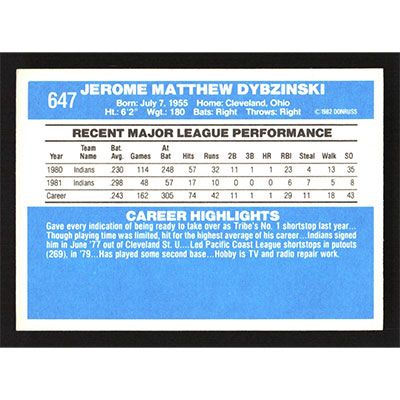 647
JEROME MATTHEW DYBZINSKI
Born: July 7, 1955 Home: Cleveland, Ohio
Ht.: 6'2" Wgt.: 180 Bats: Right Throws: Right © 1982 DONRUSS
RECENT MAJOR LEAGUE PERFORMANCE
Year Team Name Bat. Avg. Games At Bat Hits Runs 2B 3B HR RBI Steal Walk SO
1980 Indians .230 114 248 57 32 11 1 1 23 4 13 35
1981 Indians .298 48 57 17 10 0 0 0 6 7 5 8
Career .243 162 305 74 42 11 1 1 29 11 18 43
CAREER HIGHLIGHTS
Gave every indication of being ready to take over as Tribe's No. 1 shortstop last year...
Though playing time was limited, hit for the highest average of his career...Indians signed
him in June '77 out of Cleveland St. U....Led Pacific Coast League shortstops in putouts
(269), in '79...Has played some second base...Hobby is TV and radio repair work.